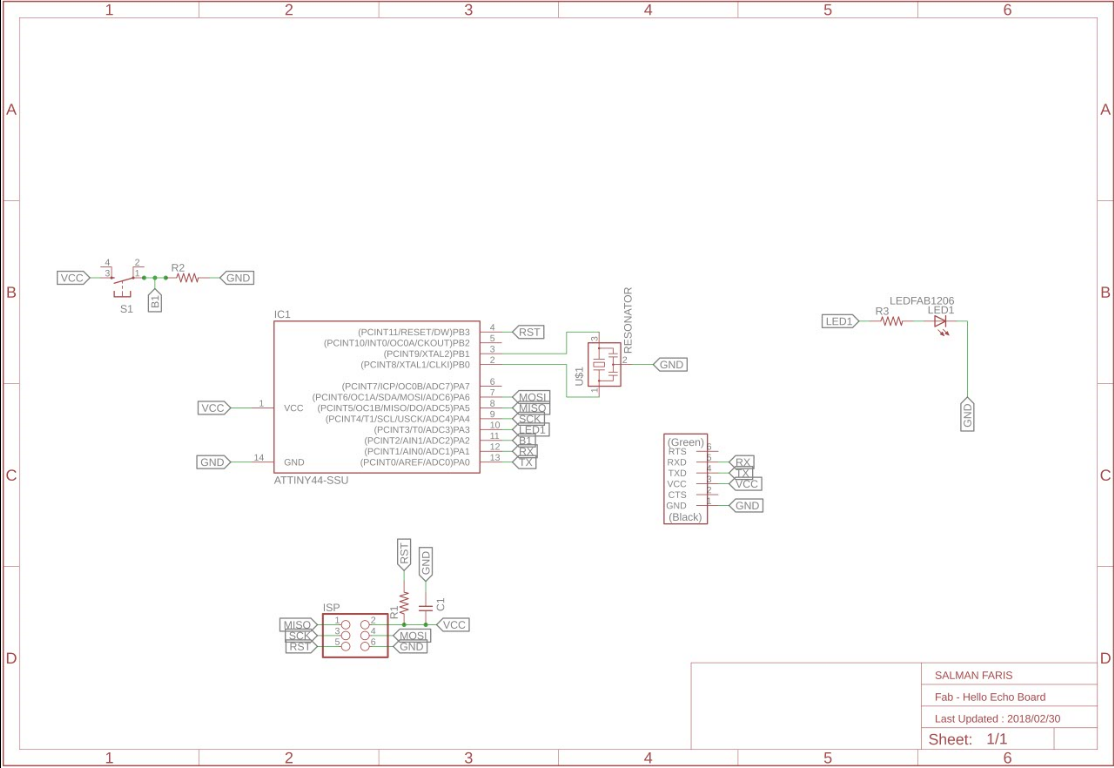 1 2 3 4 5 6
A A
B B
C C
D D
VCC
4
3
2
1
S1
B1
R2
GND
IC1
(PCINT11/RESET/DW)PB3 4 RST
(PCINT10/INT0/OC0A/CKOUT)PB2 5
(PCINT9/XTAL2)PB1 3
(PCINT8/XTAL1/CLKI)PB0 2
(PCINT7/ICP/OC0B/ADC7)PA7 6
(PCINT6/OC1A/SDA/MOSI/ADC6)PA6 7 MOSI
VCC 1 VCC (PCINT5/OC1B/MISO/DO/ADC5)PA5 8 MISO
(PCINT4/T1/SCL/USCK/ADC4)PA4 9 SCK
(PCINT3/T0/ADC3)PA3 10 LED1
(PCINT2/AIN1/ADC2)PA2 11 B1
(PCINT1/AIN0/ADC1)PA1 12 RX
GND 14 GND (PCINT0/AREF/ADC0)PA0 13 TX
ATTINY44-SSU
RESONATOR
3
2
1
U$1
GND
LEDFAB1206
LED1 R3 LED1
GND
(Green)
RTS 6
RXD 5 RX
TXD 4 TX
VCC 3 VCC
CTS 2
GND 1 GND
(Black)
RST GND
R1 C1
ISP
MISO 1 2 VCC
SCK 3 4 MOSI
RST 5 6 GND
SALMAN FARIS
Fab - Hello Echo Board
Last Updated : 2018/02/30
Sheet: 1/1
1 2 3 4 5 6